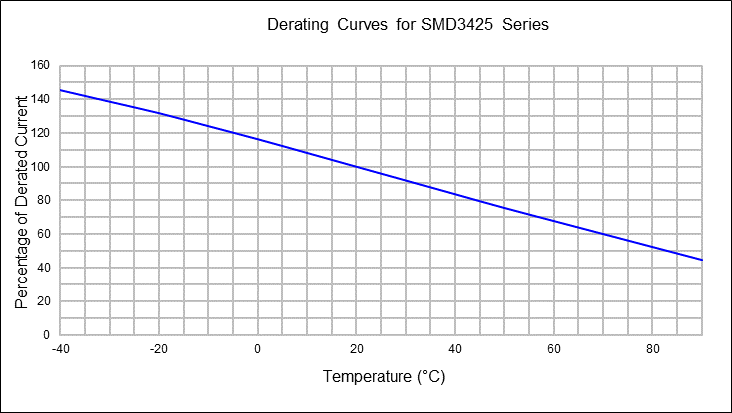 Derating Curves for SMD3425 Series
Percentage of Derated Current
160
140
120
100
80
60
40
20
0
-40 -20 0 20 40 60 80
Temperature (°C)